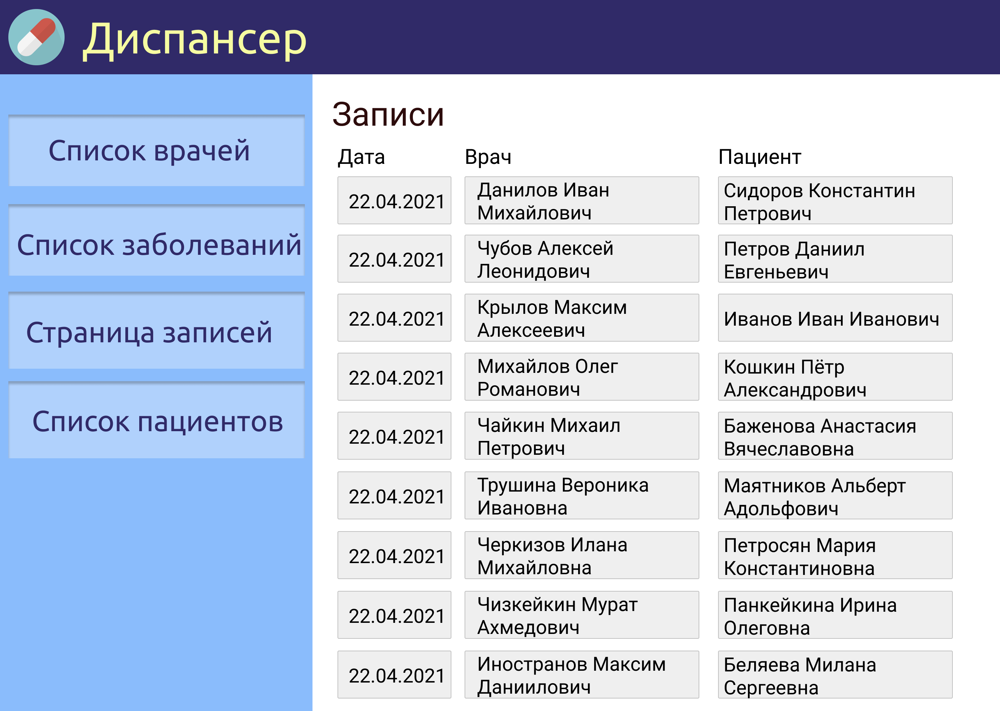 Диспансер
Список врачей
Список заболеваний
Страница записей
Список пациентов
Записи
Дата Врач Пациент
22.04.2021
Данилов Иван
Михайлович
Сидоров Константин
Петрович
22.04.2021
Чубов Алексей
Леонидович
Петров Даниил
Евгеньевич
22.04.2021
Крылов Максим
Алексеевич
Иванов Иван Иванович
22.04.2021
Михайлов Олег
Романович
Кошкин Пётр
Александрович
22.04.2021
Чайкин Михаил
Петрович
Баженова Анастасия
Вячеславовна
22.04.2021
Трушина Вероника
Ивановна
Маятников Альберт
Адольфович
22.04.2021
Черкизов Илана
Михайловна
Петросян Мария
Константиновна
22.04.2021
Чизкейкин Мурат
Ахмедович
Панкейкина Ирина
Олеговна
22.04.2021
Иностранов Максим
Даниилович
Беляева Милана
Сергеевна